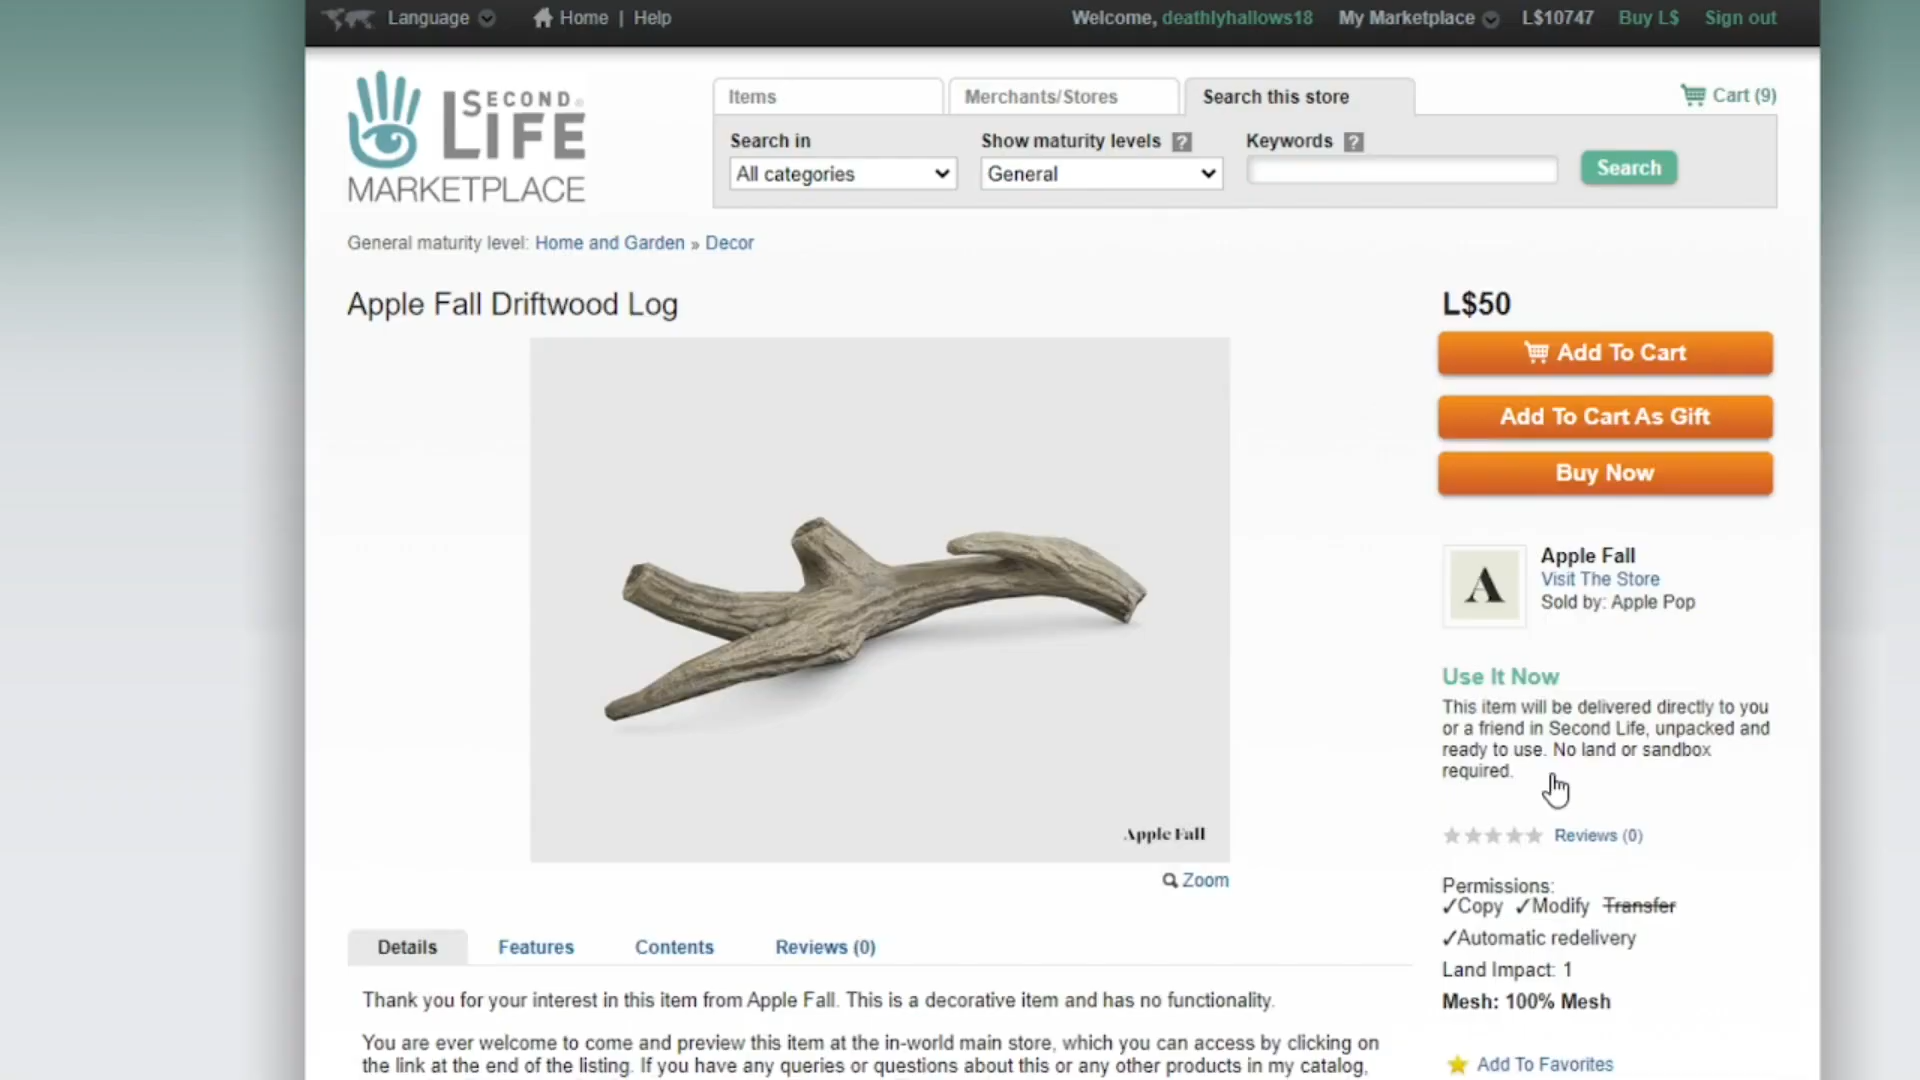 Language
Home | Help
Welcome, deathlyhallows18
My Marketplace
L$10747
Buy L$
Sign out
SECOND
LIFE
MARKETPLACE
Items
Merchants/Stores
Search this store
Cart (9)
Search in
Show maturity levels ?
Keywords ?
All categories
General
Search
General maturity level: Home and Garden » Decor
Apple Fall Driftwood Log
L$50
Add To Cart
Add To Cart As Gift
Buy Now
A
Apple Fall
Visit The Store
Sold by: Apple Pop
Use It Now
This item will be delivered directly to you
or a friend in Second Life, unpacked and
ready to use. No land or sandbox
required.
Apple Fall
Reviews (0)
Zoom
Permissions:
✓Copy ✓Modify Transfer
✓Automatic redelivery
Land Impact: 1
Mesh: 100% Mesh
Add To Favorites
Details
Features
Contents
Reviews (0)
Thank you for your interest in this item from Apple Fall. This is a decorative item and has no functionality.
You are ever welcome to come and preview this item at the in-world main store, which you can access by clicking on
the link at the end of the listing. If you have any queries or questions about this or any other products in my catalog,